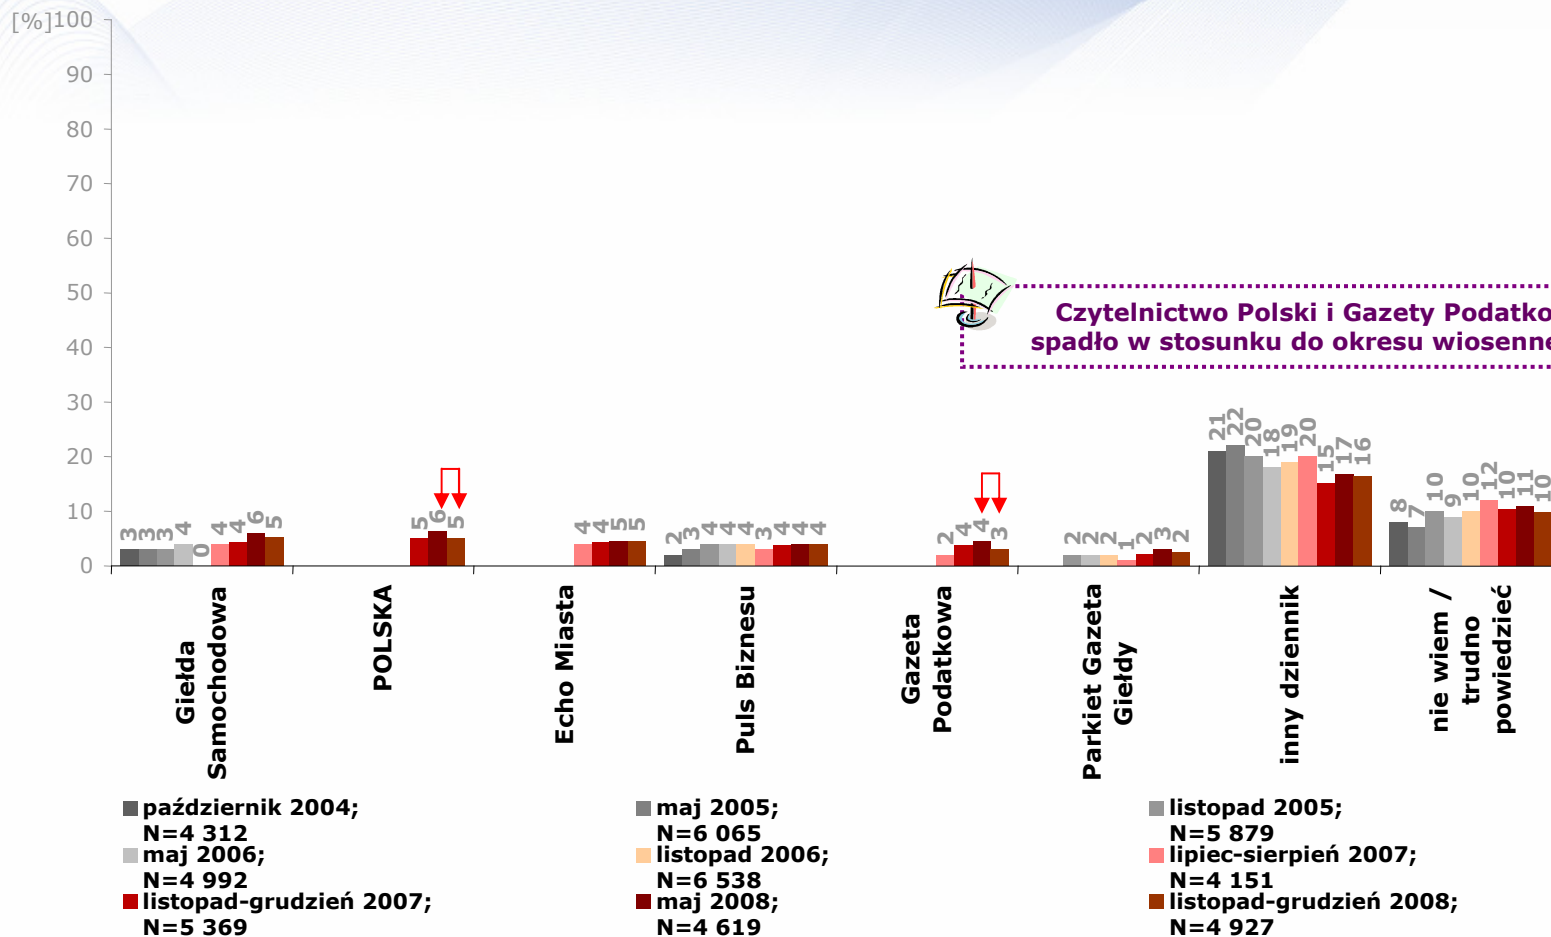 [%]
100
90
80
70
60
50
40
30
20
10
0
Czytelnictwo Polski i Gazety Podatko
spadło w stosunku do okresu wiosenne
3 3 3 4 0 4 4 6 5
5 6 5
4 4 5 5
2 3 4 4 4 3 4 4 4
2 4 4 3
2 2 2 1 2 3 2
21 22 20 18 19 20 15 17 16
8 7 10 9 10 12 10 11 10
Giełda
Samochodowa
POLSKA
Echo Miasta
Puls Biznesu
Gazeta
Podatkowa
Parkiet Gazeta
Giełdy
inny dziennik
nie wiem /
trudno
powiedzieć
październik 2004;
N=4 312
maj 2005;
N=6 065
listopad 2005;
N=5 879
maj 2006;
N=4 992
listopad 2006;
N=6 538
lipiec-sierpień 2007;
N=4 151
listopad-grudzień 2007;
N=5 369
maj 2008;
N=4 619
listopad-grudzień 2008;
N=4 927